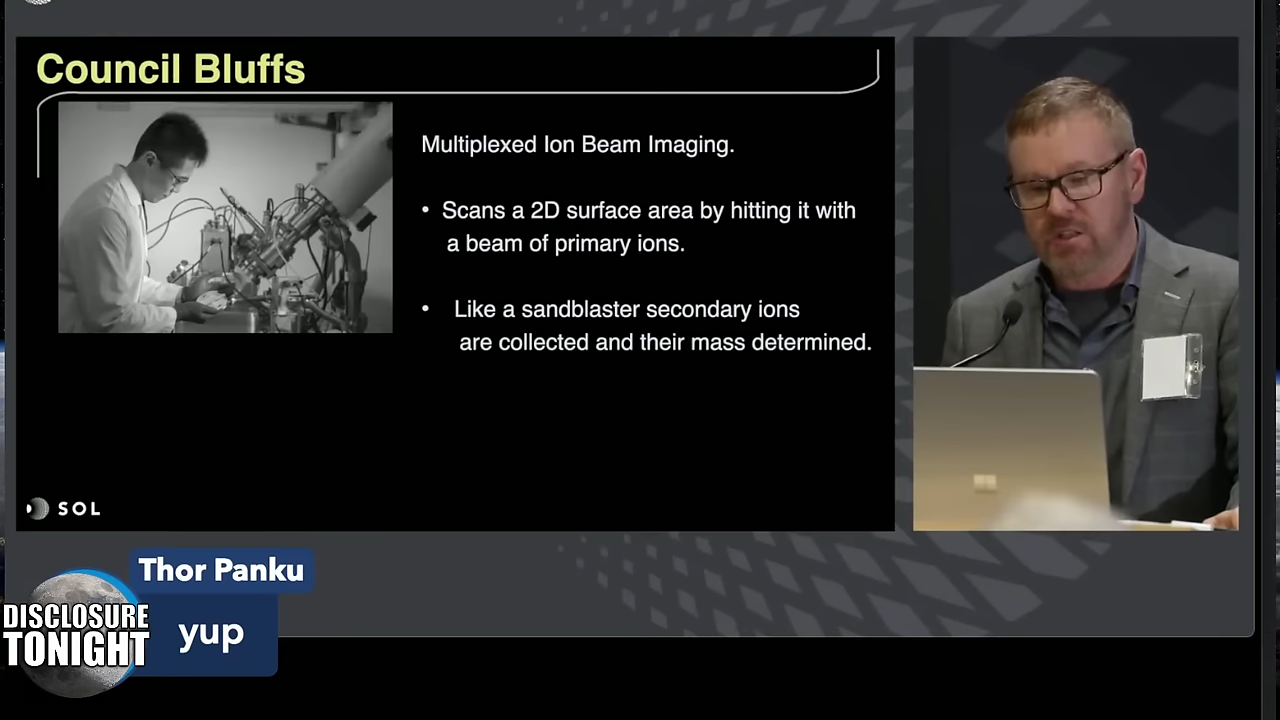 Council Bluffs
Multiplexed Ion Beam Imaging.
• Scans a 2D surface area by hitting it with
a beam of primary ions.
• Like a sandblaster secondary ions
are collected and their mass determined.
SOL
Thor Panku
yup
DISCLOSURE
TONIGHT